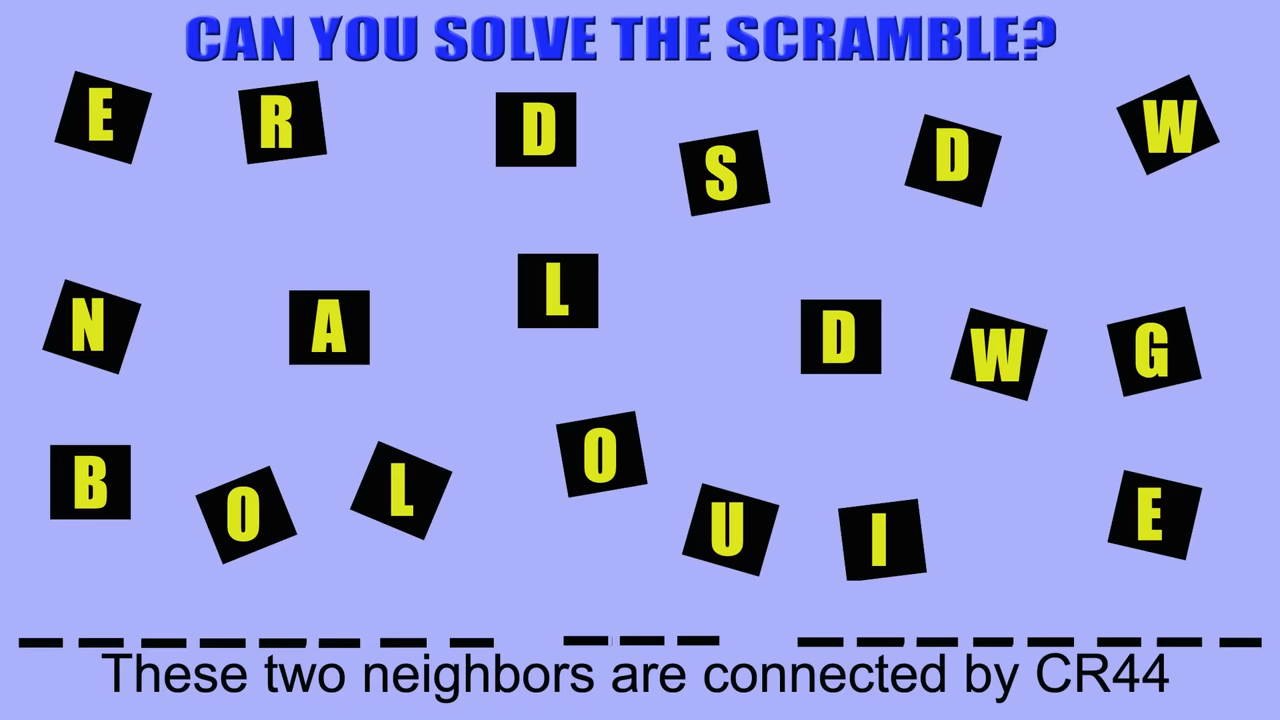 CAN YOU SOLVE THE SCRAMBLE?
E R D S D W
N A L D W G
B O L O U I E
These two neighbors are connected by CR44